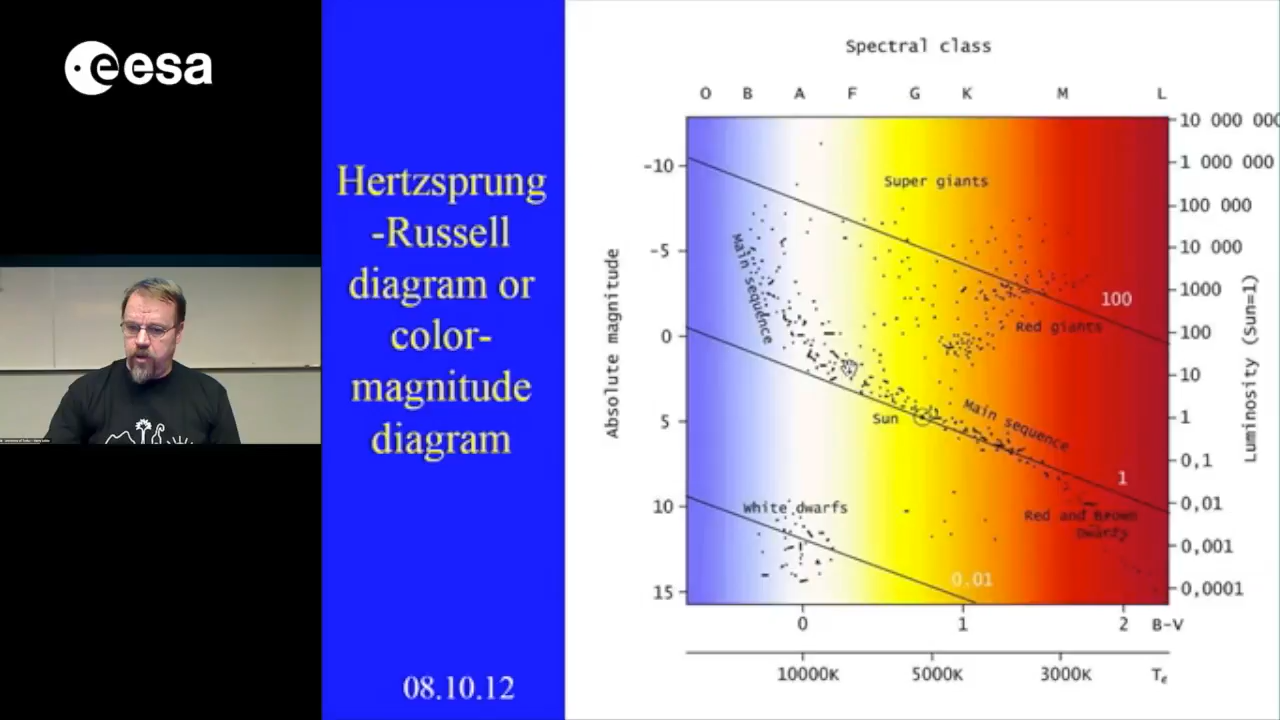 esa
Hertzsprung
-Russell
diagram or
color-
magnitude
diagram
08.10.12
Spectral class
O B A F G K M L
Absolute magnitude
-10
-5
0
5
10
15
10 000 000
1 000 000
100 000
10 000
1000
100
10
1
0,1
0,01
0,001
0,0001
Luminosity (Sun=1)
Super giants
Main sequence
100
Red giants
Sun
Main sequence
1
White dwarfs
Red and Brown
Dwarfs
0.01
0 1 2 B-V
10000K 5000K 3000K Te